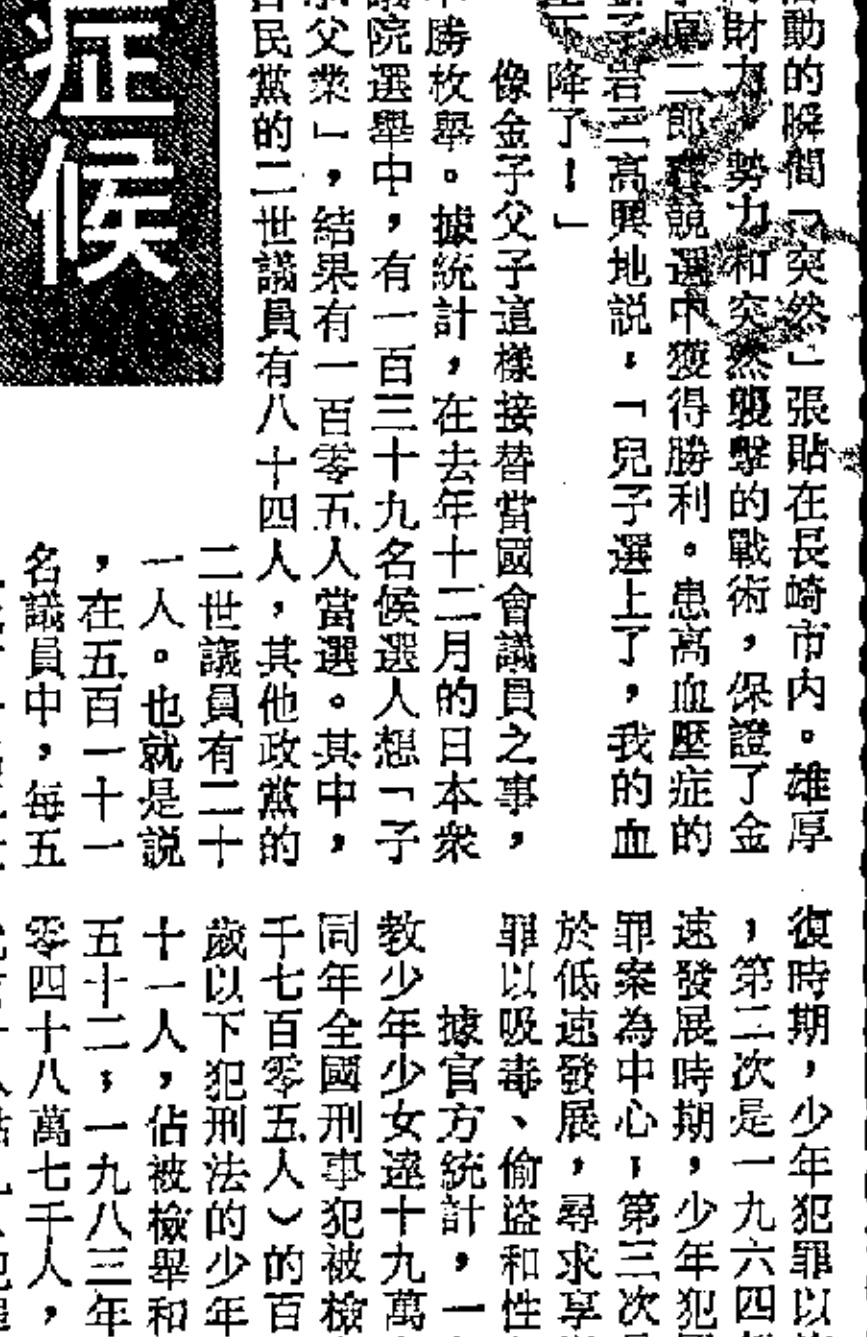 活動的瞬間「突然」張貼在長崎市內。雄厚
財力、勢力和突然襲擊的戰術，保證了金
原二郎在競選中獲得勝利。患高血壓症的
金子岩三高興地説：「兒子選上了，我的血
壓下降了！」
像金子父子這樣接替當國會議員之事，
不勝枚舉。據統計，在去年十二月的日本衆
議院選舉中，有一百三十九名候選人想「子
承父業」，結果有一百零五人當選。其中，
自民黨的二世議員有八十四人，其他政黨的
二世議員有二十
一人。也就是説
，在五百一十一
名議員中，每五
症候
復時期，少年犯罪以
，第二次是一九六四
速發展時期，少年犯
罪案為中心；第三次
於低速發展，尋求享
罪以吸毒、偷盜和性
據官方統計，一
教少年少女達十九萬
同年全國刑事犯被檢
千七百零五人）的百
歲以下犯刑法的少年
十一人，佔被檢舉和
五十二；一九八三年
零四十八萬七千人，